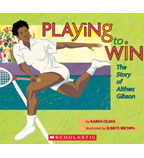 PLAYING
to
WIN
The
Story
of
Althea
Gibson
by KAREN DEANS
illustrated by ELBRITE BROWN
SCHOLASTIC